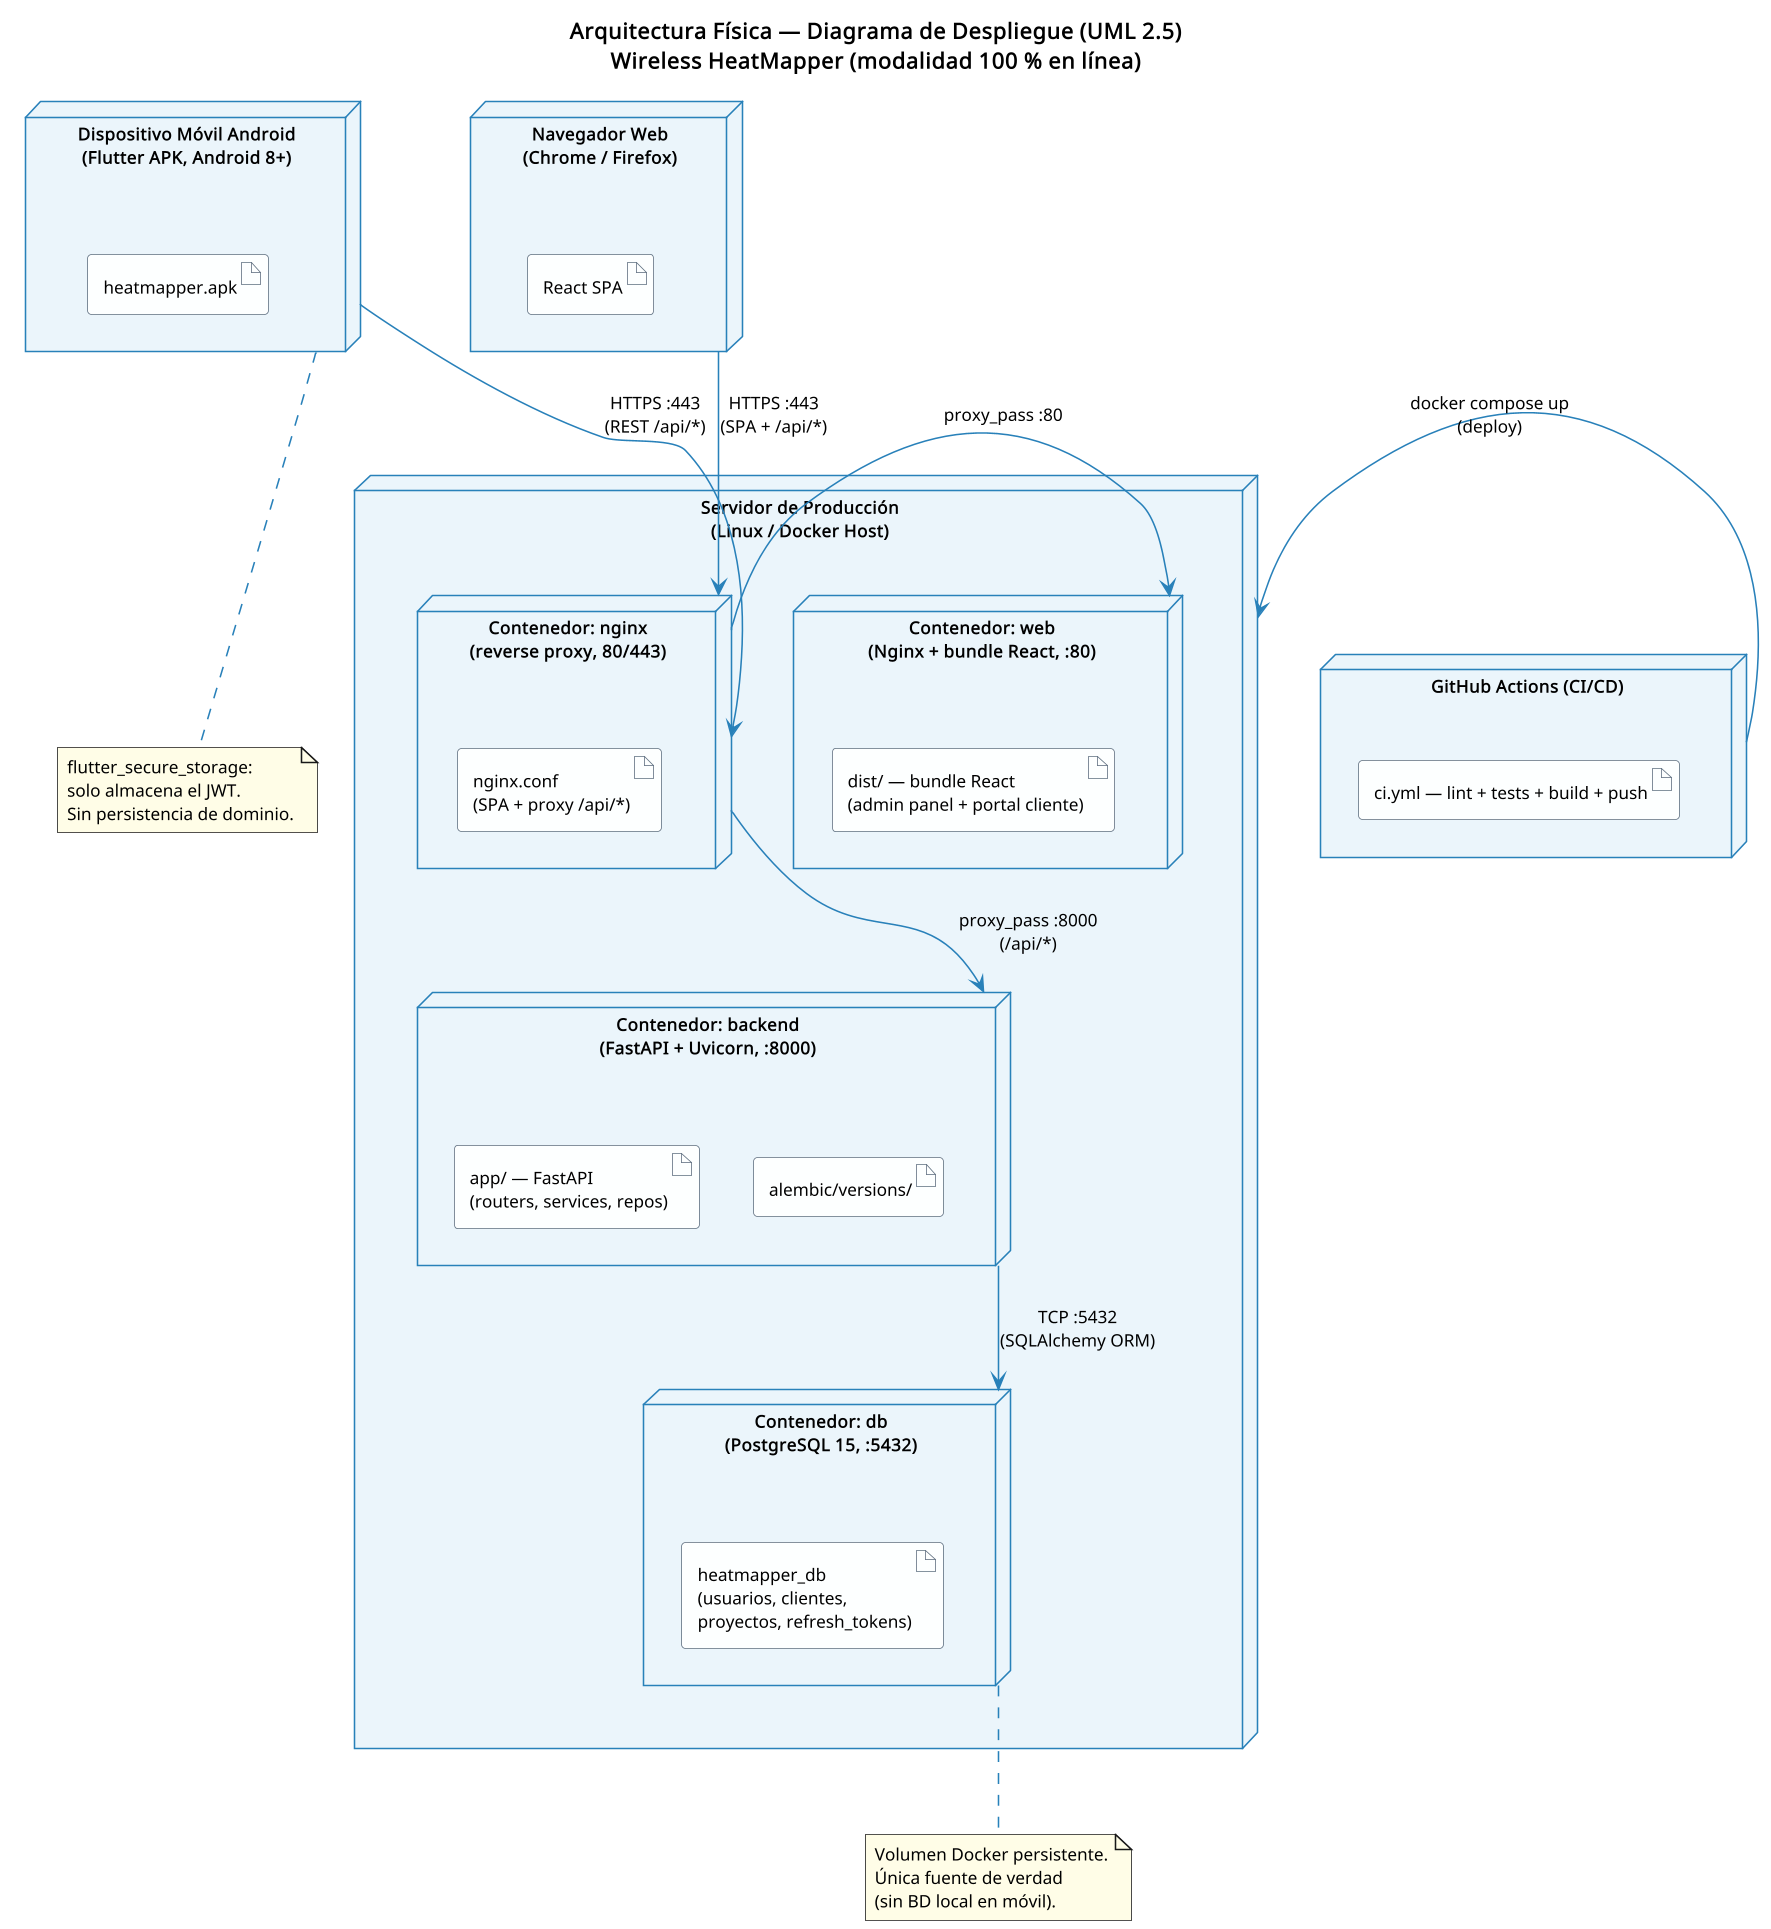 Arquitectura Física — Diagrama de Despliegue (UML 2.5)
Wireless HeatMapper (modalidad 100 % en línea)
Dispositivo Móvil Android
(Flutter APK, Android 8+)
heatmapper.apk
Navegador Web
(Chrome / Firefox)
React SPA
HTTPS :443
(REST /api/*)
HTTPS :443
(SPA + /api/*)
proxy_pass :80
docker compose up
(deploy)
Servidor de Producción
(Linux / Docker Host)
Contenedor: nginx
(reverse proxy, 80/443)
nginx.conf
(SPA + proxy /api/*)
Contenedor: web
(Nginx + bundle React, :80)
dist/ — bundle React
(admin panel + portal cliente)
GitHub Actions (CI/CD)
ci.yml — lint + tests + build + push
flutter_secure_storage:
solo almacena el JWT.
Sin persistencia de dominio.
proxy_pass :8000
(/api/*)
Contenedor: backend
(FastAPI + Uvicorn, :8000)
app/ — FastAPI
(routers, services, repos)
alembic/versions/
TCP :5432
(SQLAlchemy ORM)
Contenedor: db
(PostgreSQL 15, :5432)
heatmapper_db
(usuarios, clientes,
proyectos, refresh_tokens)
Volumen Docker persistente.
Única fuente de verdad
(sin BD local en móvil).